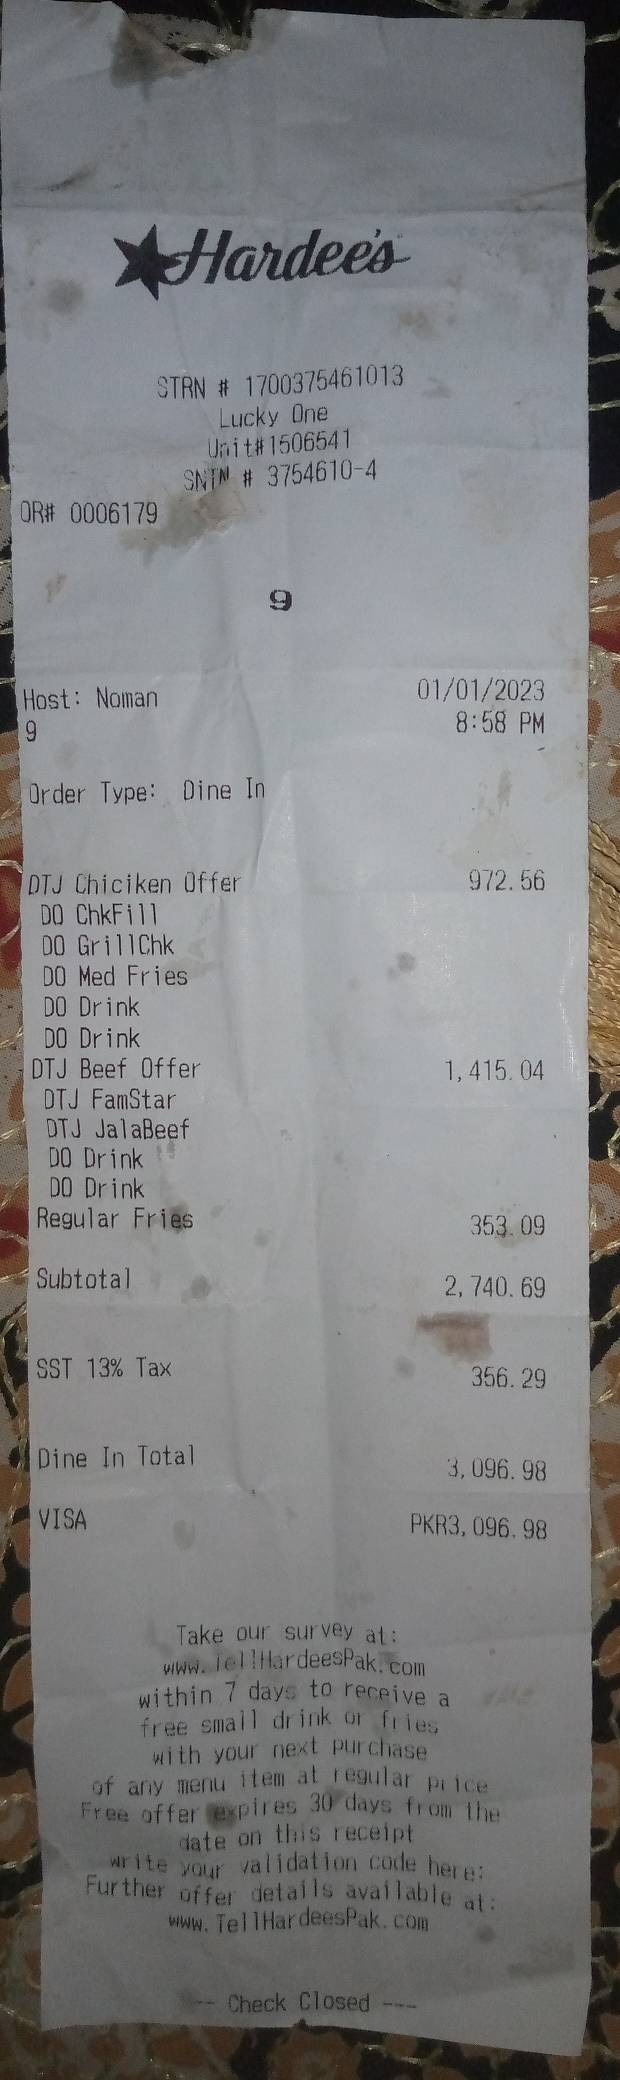 Hardee's
STRN # 1700375461013
Lucky One
Unit#1506541
SNTN # 3754610-4
OR# 0006179
9
Host: Noman 01/01/2023
9 8:58 PM
Order Type: Dine In
DTJ Chiciken Offer 972.56
DO ChkFill
DO GrillChk
DO Med Fries
DO Drink
DO Drink
DTJ Beef Offer 1,415.04
DTJ FamStar
DTJ JalaBeef
DO Drink
DO Drink
Regular Fries 353.09
Subtotal 2,740.69
SST 13% Tax 356.29
Dine In Total 3,096.98
VISA PKR3,096.98
Take our survey at:
www.TellHardeesPak.com
within 7 days to receive a
free small drink or fries
with your next purchase
of any menu item at regular price
Free offer expires 30 days from the
date on this receipt
write your validation code here:
Further offer details available at:
www.TellHardeesPak.com
-- Check Closed ---